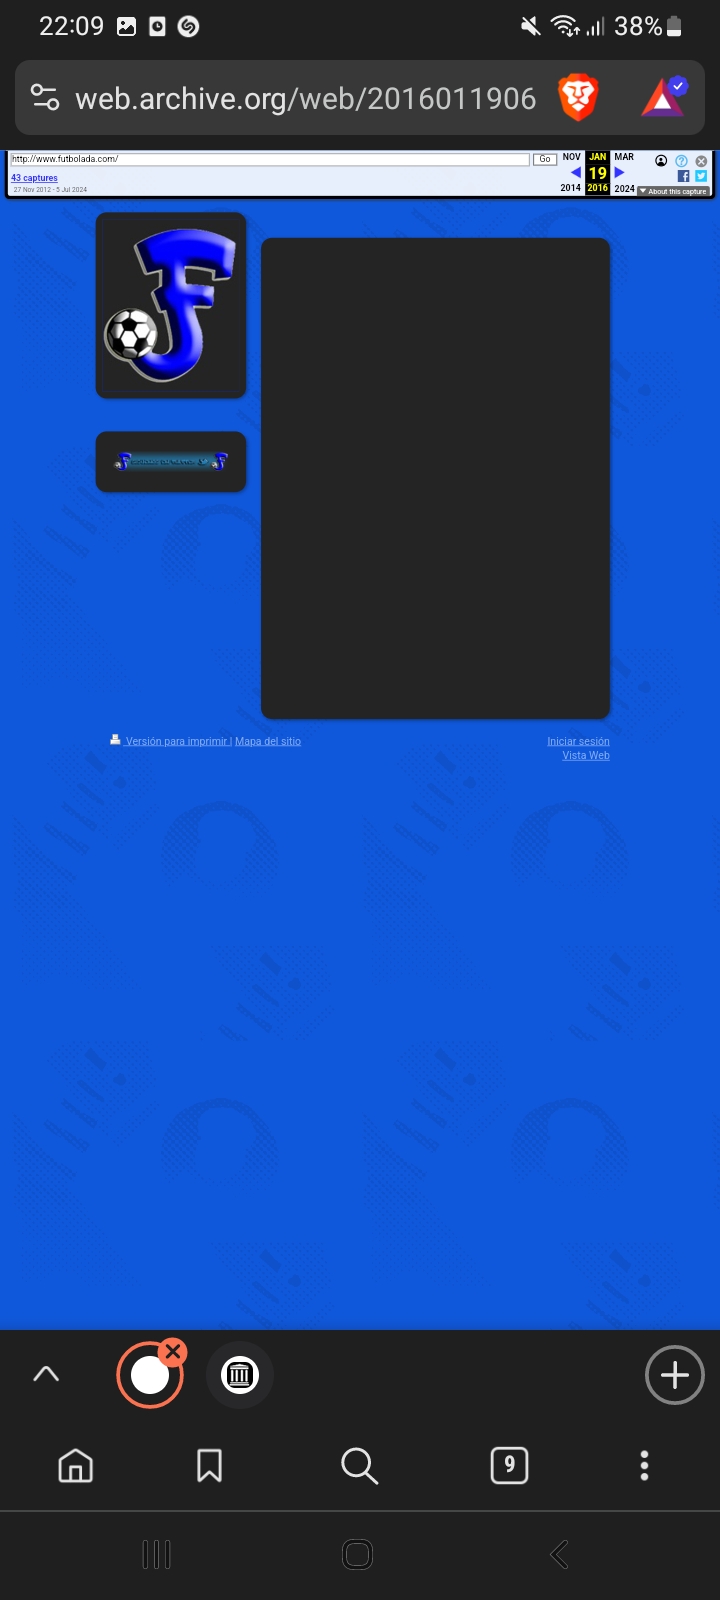 22:09
38%
web.archive.org/web/2016011906
http://www.futbolada.com/
Go
NOV
JAN
MAR
43 captures
19
27 Nov 2012 - 5 Jul 2024
2014
2016
2024
▼ About this capture
F
Versión para imprimir | Mapa del sitio
Iniciar sesión
Vista Web
9